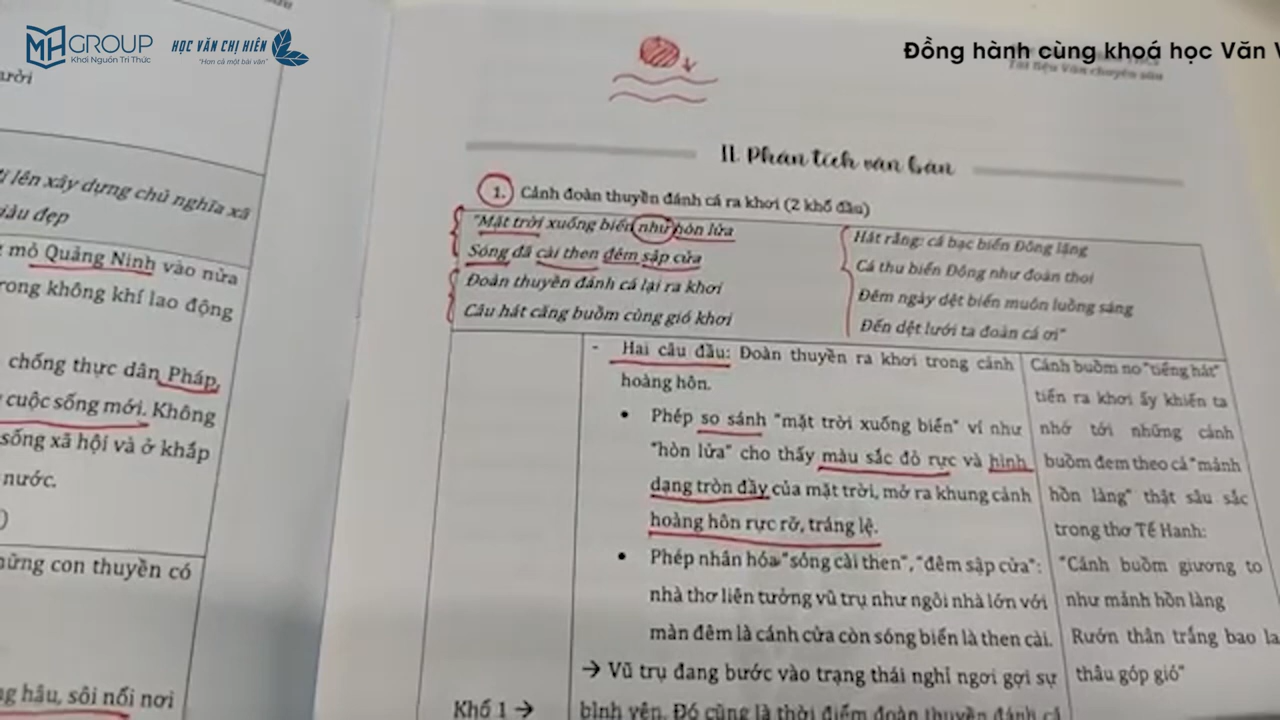 MH GROUP
Khơi Nguồn Tri Thức
HỌC VĂN CHỊ HIÊN
"Hơn cả một bài văn"
Đồng hành cùng khoá học Văn V
Tài liệu Văn chuyên sâu
lên xây dựng chủ nghĩa xã
giàu đẹp
mỏ Quảng Ninh vào nửa
trong không khí lao động
chống thực dân Pháp,
cuộc sống mới. Không
sống xã hội và ở khắp
nước.
những con thuyền có
hậu, sôi nổi nơi
II. Phân tích văn bản
1. Cảnh đoàn thuyền đánh cá ra khơi (2 khổ đầu)
"Mặt trời xuống biển như hòn lửa
Sóng đã cài then đêm sập cửa
Đoàn thuyền đánh cá lại ra khơi
Câu hát căng buồm cùng gió khơi
Hát rằng: cá bạc biển Đông lặng
Cá thu biển Đông như đoàn thoi
Đêm ngày dệt biển muôn luồng sáng
Đến dệt lưới ta đoàn cá ơi"
Khổ 1 →
- Hai câu đầu: Đoàn thuyền ra khơi trong cảnh
hoàng hôn.
• Phép so sánh "mặt trời xuống biển" ví như
"hòn lửa" cho thấy màu sắc đỏ rực và hình
dạng tròn đầy của mặt trời, mở ra khung cảnh
hoàng hôn rực rỡ, tráng lệ.
• Phép nhân hóa "sóng cài then", "đêm sập cửa":
nhà thơ liên tưởng vũ trụ như ngôi nhà lớn với
màn đêm là cánh cửa còn sóng biển là then cài.
→ Vũ trụ đang bước vào trạng thái nghỉ ngơi gợi sự
bình yên. Đó cũng là thời điểm đoàn thuyền đánh cá
Cánh buồm no "tiếng hát"
tiến ra khơi ấy khiến ta
nhớ tới những cánh
buồm đem theo cả "mảnh
hồn làng" thật sâu sắc
trong thơ Tế Hanh:
"Cánh buồm giương to
như mảnh hồn làng
Rướn thân trắng bao la
thâu góp gió"